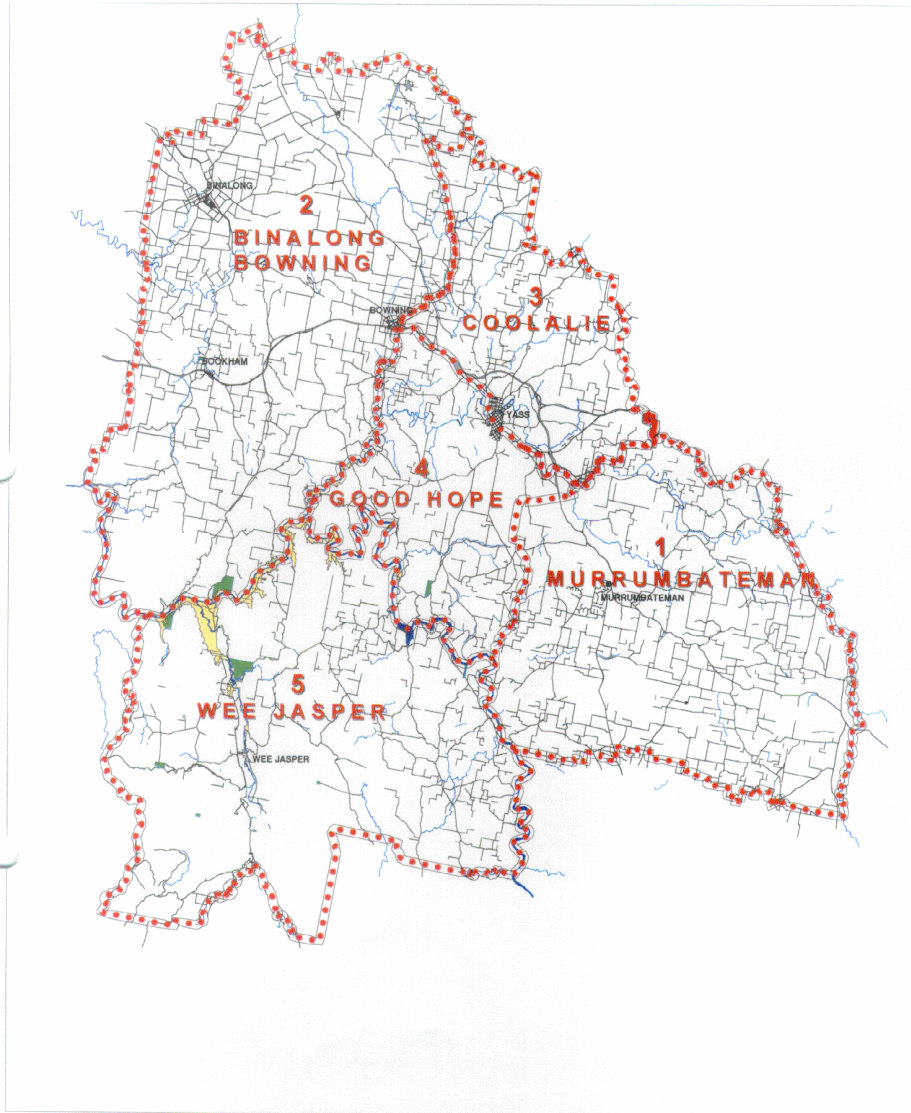 BINALONG
2
BINALONG
BOWNING
3
COOLALIE
BOWNING
BOOKHAM
YASS
4
GOOD HOPE
1
MURRUMBATEMAN
MURRUMBATEMAN
5
WEE JASPER
WEE JASPER